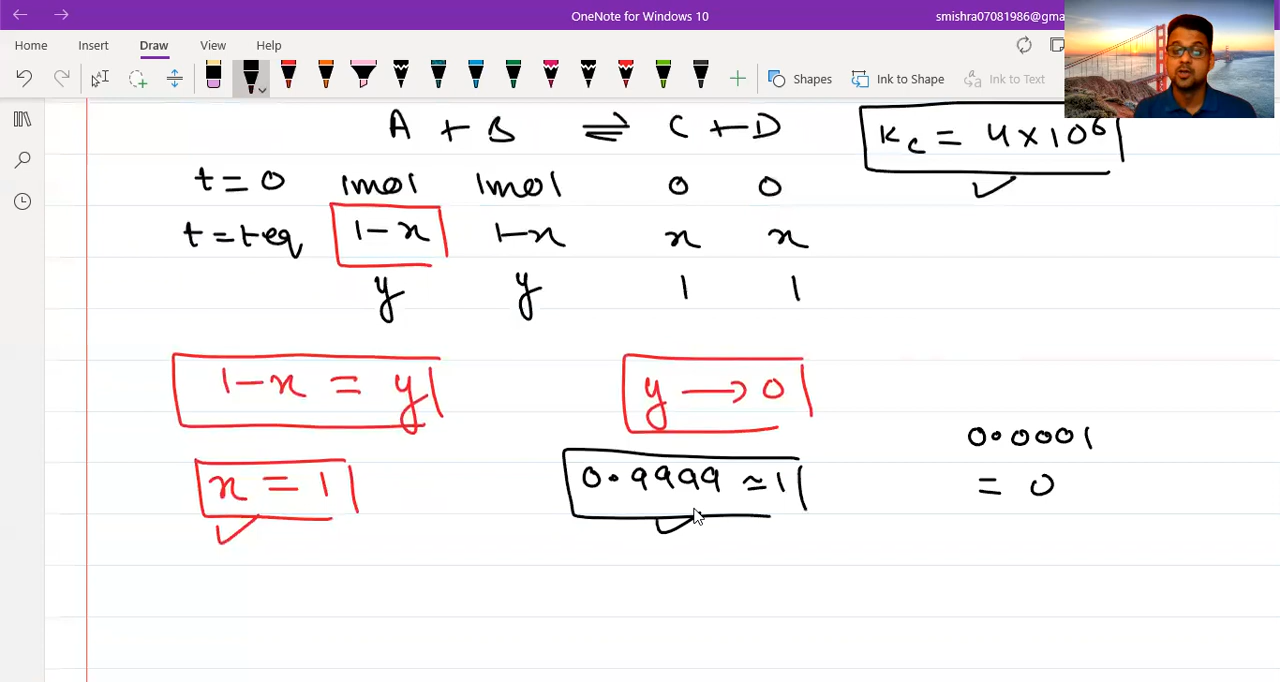 OneNote for Windows 10
smishra07081986@gma
Home Insert Draw View Help
Shapes Ink to Shape Ink to Text
A + B ⇌ C + D
Kc = 4 × 10⁶
t = 0 1mol 1mol 0 0
t = teq 1-x 1-x x x
y y 1 1
1-x = y
y → 0
0.0001
= 0
x = 1
0.9999 ≃ 1